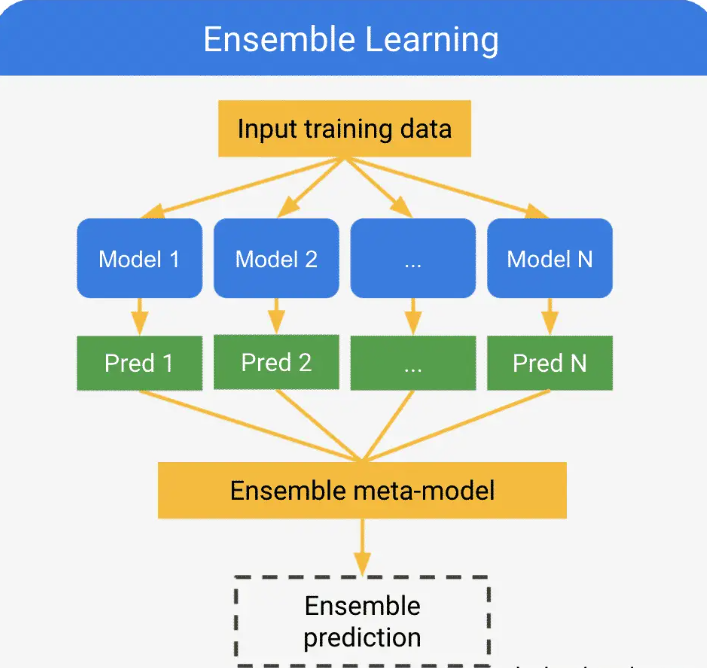 Ensemble Learning
Input training data
Model 1
Model 2
...
Model N
Pred 1
Pred 2
...
Pred N
Ensemble meta-model
Ensemble
prediction